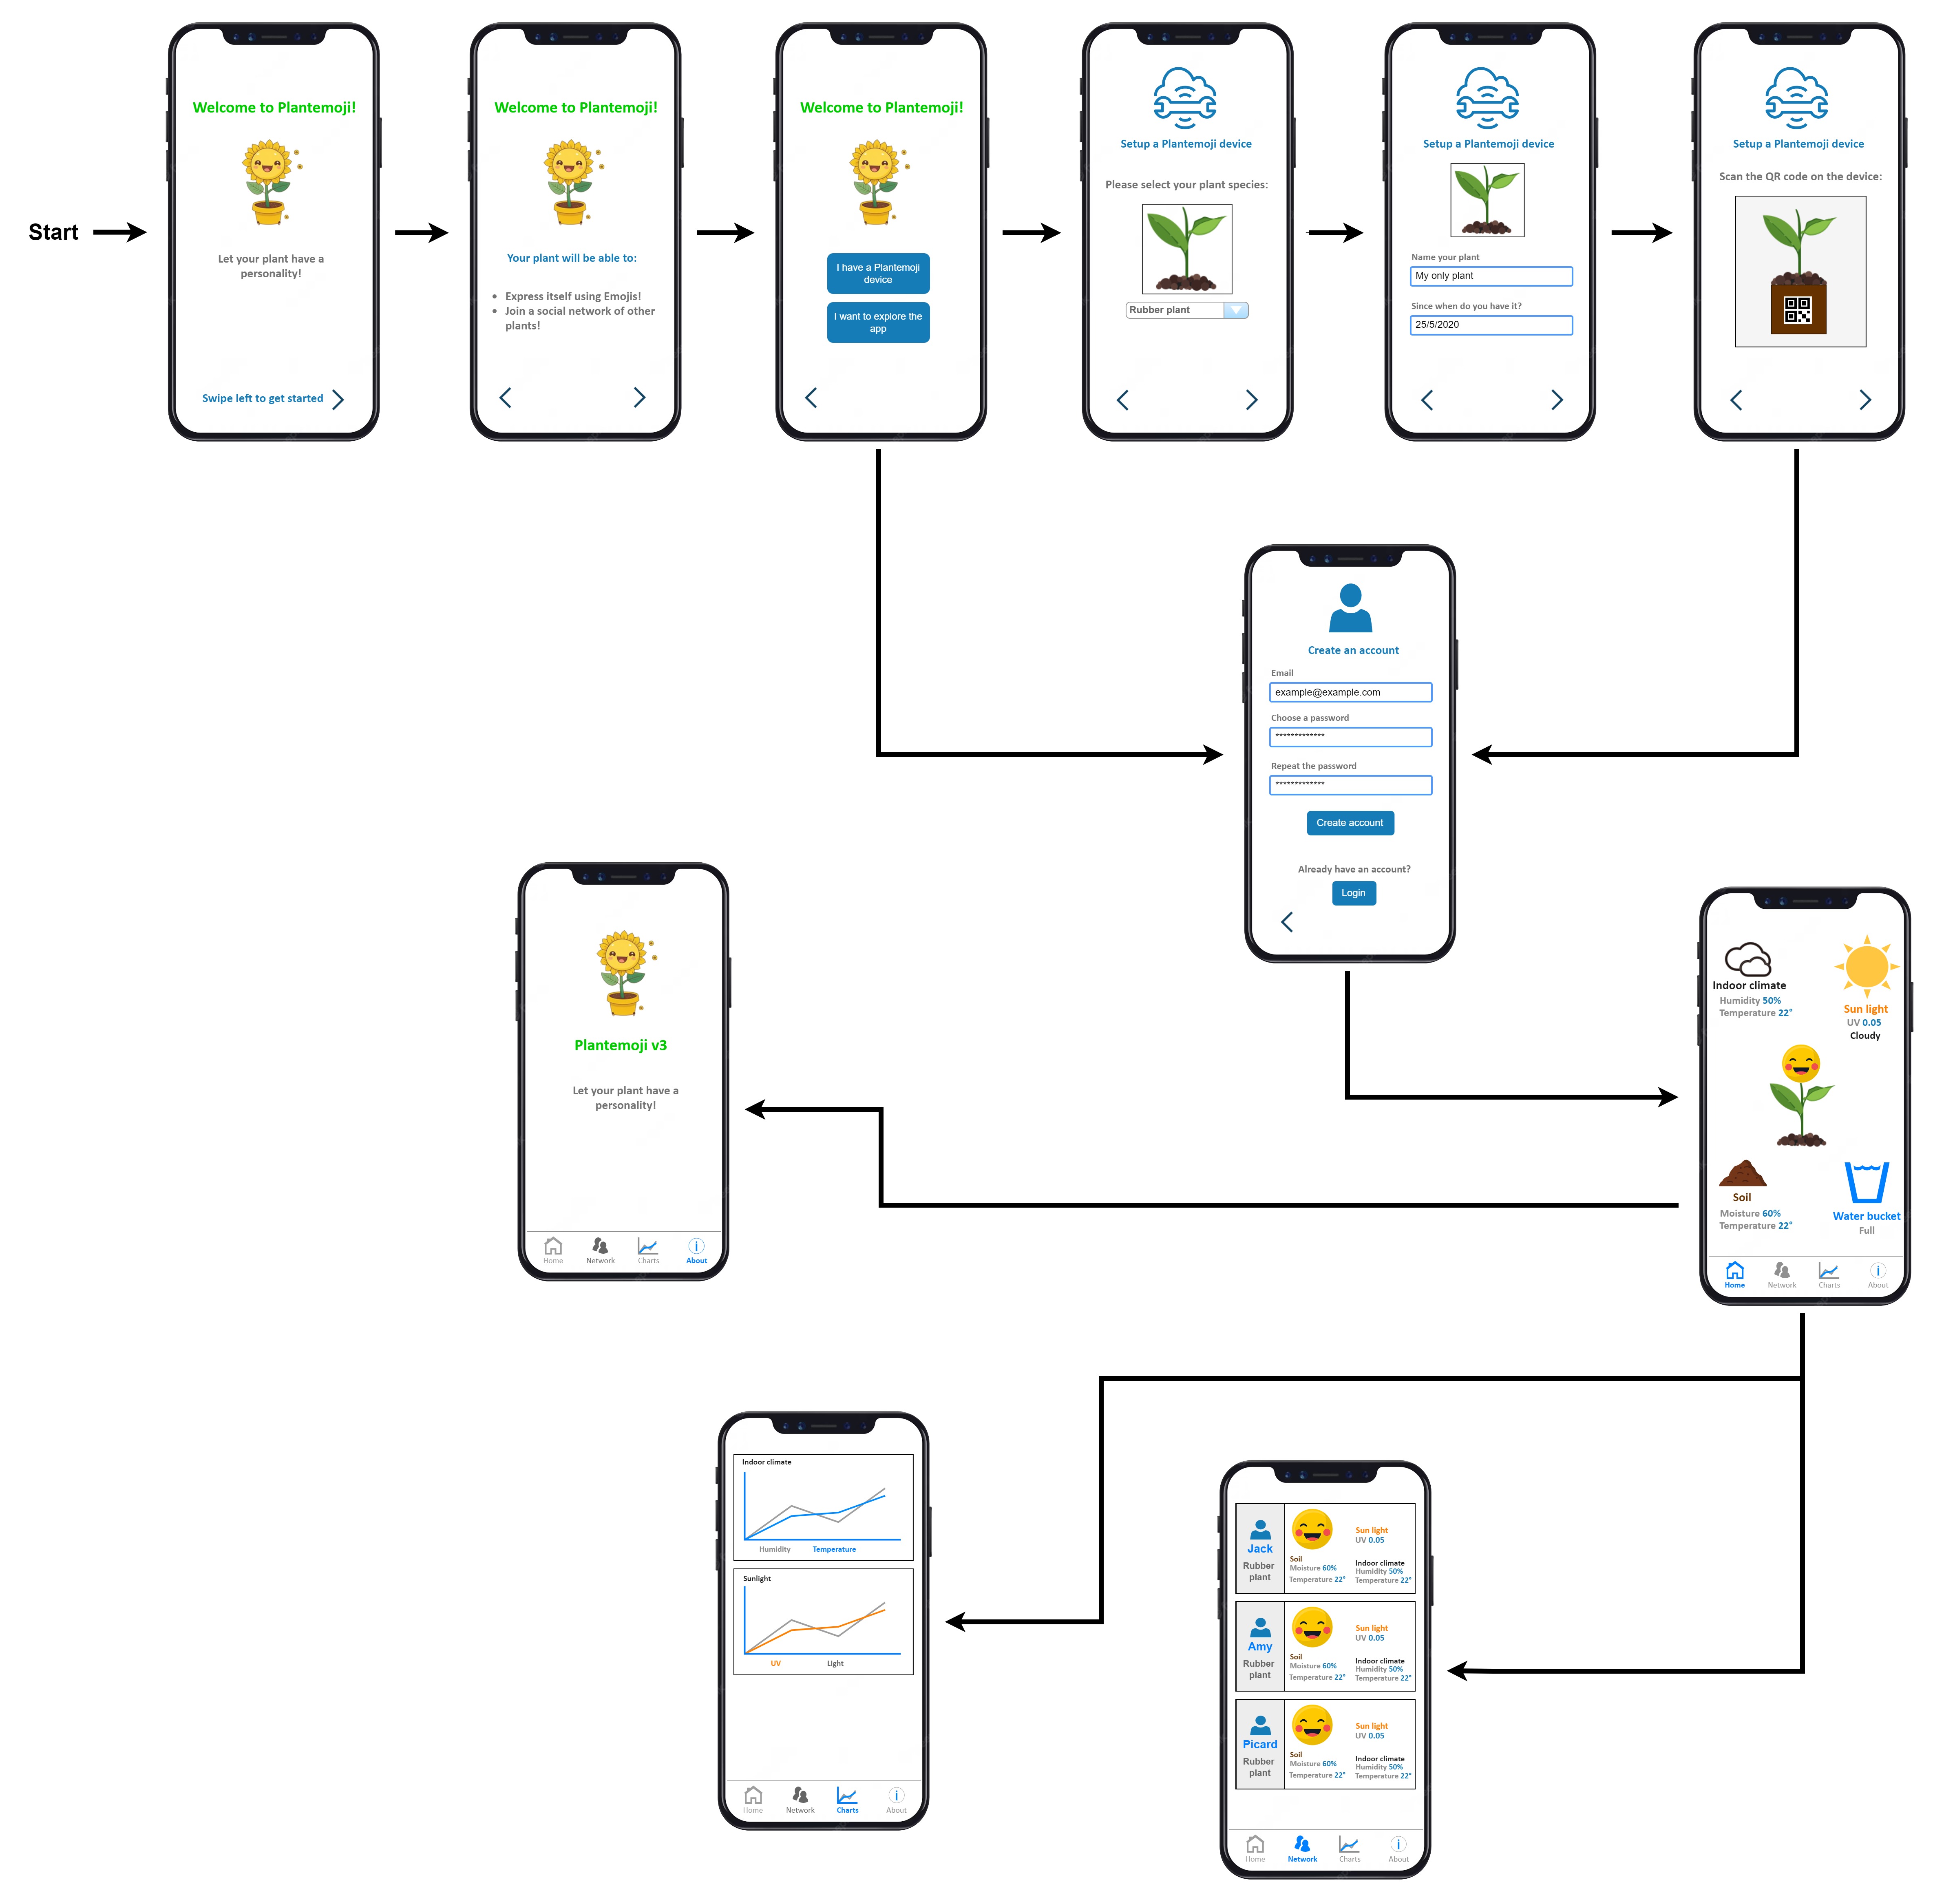 Start
Welcome to Plantemoji!
Let your plant have a
personality!
Swipe left to get started
Welcome to Plantemoji!
Your plant will be able to:
• Express itself using Emojis!
• Join a social network of other
plants!
Welcome to Plantemoji!
I have a Plantemoji
device
I want to explore the
app
Setup a Plantemoji device
Please select your plant species:
Rubber plant
Setup a Plantemoji device
Name your plant
My only plant
Since when do you have it?
25/5/2020
Setup a Plantemoji device
Scan the QR code on the device:
Create an account
Email
example@example.com
Choose a password
*************
Repeat the password
*************
Create account
Already have an account?
Login
Plantemoji v3
Let your plant have a
personality!
Home Network Charts About
Indoor climate
Humidity 50%
Temperature 22°
Sun light
UV 0.05
Cloudy
Soil
Moisture 60%
Temperature 22°
Water bucket
Full
Home Network Charts About
Indoor climate
Humidity Temperature
Sunlight
UV Light
Home Network Charts About
Jack
Rubber
plant
Soil
Moisture 60%
Temperature 22°
Sun light
UV 0.05
Indoor climate
Humidity 50%
Temperature 22°
Amy
Rubber
plant
Soil
Moisture 60%
Temperature 22°
Sun light
UV 0.05
Indoor climate
Humidity 50%
Temperature 22°
Picard
Rubber
plant
Soil
Moisture 60%
Temperature 22°
Sun light
UV 0.05
Indoor climate
Humidity 50%
Temperature 22°
Home Network Charts About